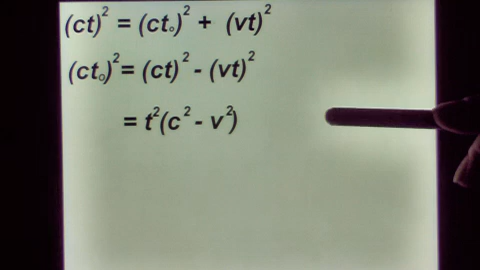 (ct)² = (ct₀)² + (vt)²
(ct₀)² = (ct)² - (vt)²
= t²(c² - v²)